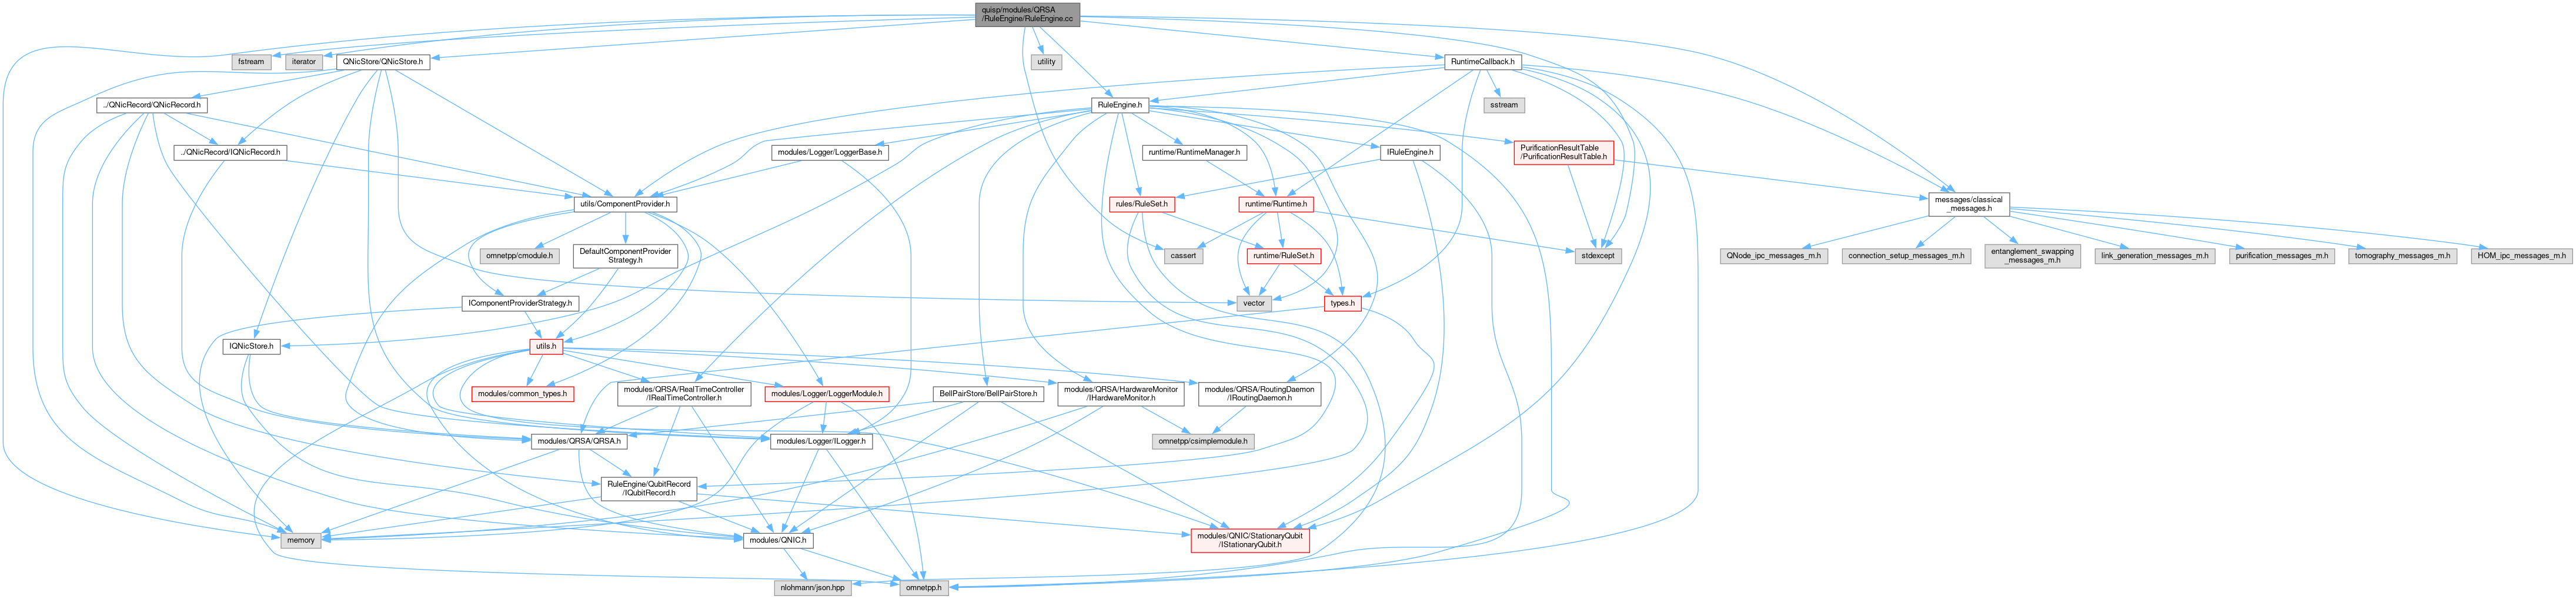 quisp/modules/QRSA
/RuleEngine/RuleEngine.cc
fstream
iterator
QNicStore/QNicStore.h
utility
RuntimeCallback.h
../QNicRecord/QNicRecord.h
RuleEngine.h
sstream
../QNicRecord/IQNicRecord.h
modules/Logger/LoggerBase.h
runtime/RuntimeManager.h
IRuleEngine.h
PurificationResultTable
/PurificationResultTable.h
utils/ComponentProvider.h
rules/RuleSet.h
runtime/Runtime.h
messages/classical
_messages.h
omnetpp/cmodule.h
DefaultComponentProvider
Strategy.h
cassert
runtime/RuleSet.h
stdexcept
QNode_ipc_messages_m.h
connection_setup_messages_m.h
entanglement_swapping
_messages_m.h
link_generation_messages_m.h
purification_messages_m.h
tomography_messages_m.h
HOM_ipc_messages_m.h
IComponentProviderStrategy.h
vector
types.h
IQNicStore.h
utils.h
modules/common_types.h
modules/QRSA/RealTimeController
/IRealTimeController.h
modules/Logger/LoggerModule.h
BellPairStore/BellPairStore.h
modules/QRSA/HardwareMonitor
/IHardwareMonitor.h
modules/QRSA/RoutingDaemon
/IRoutingDaemon.h
modules/QRSA/QRSA.h
modules/Logger/ILogger.h
omnetpp/csimplemodule.h
RuleEngine/QubitRecord
/IQubitRecord.h
memory
modules/QNIC.h
modules/QNIC/StationaryQubit
/IStationaryQubit.h
nlohmann/json.hpp
omnetpp.h